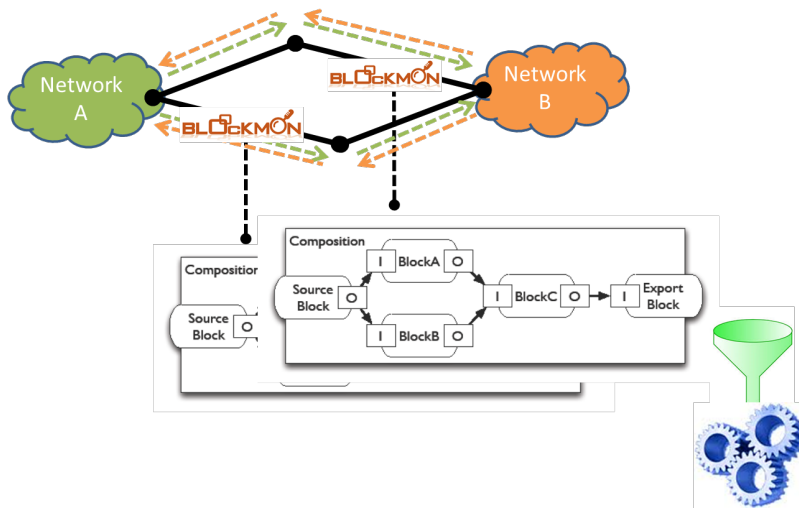 Network
A
Network
B
BLOCKMON
BLOCKMON
Composition
Source
Block
O
I
BlockA
O
I
BlockB
O
I
BlockC
O
I
Export
Block
Composition
Source
Block
O